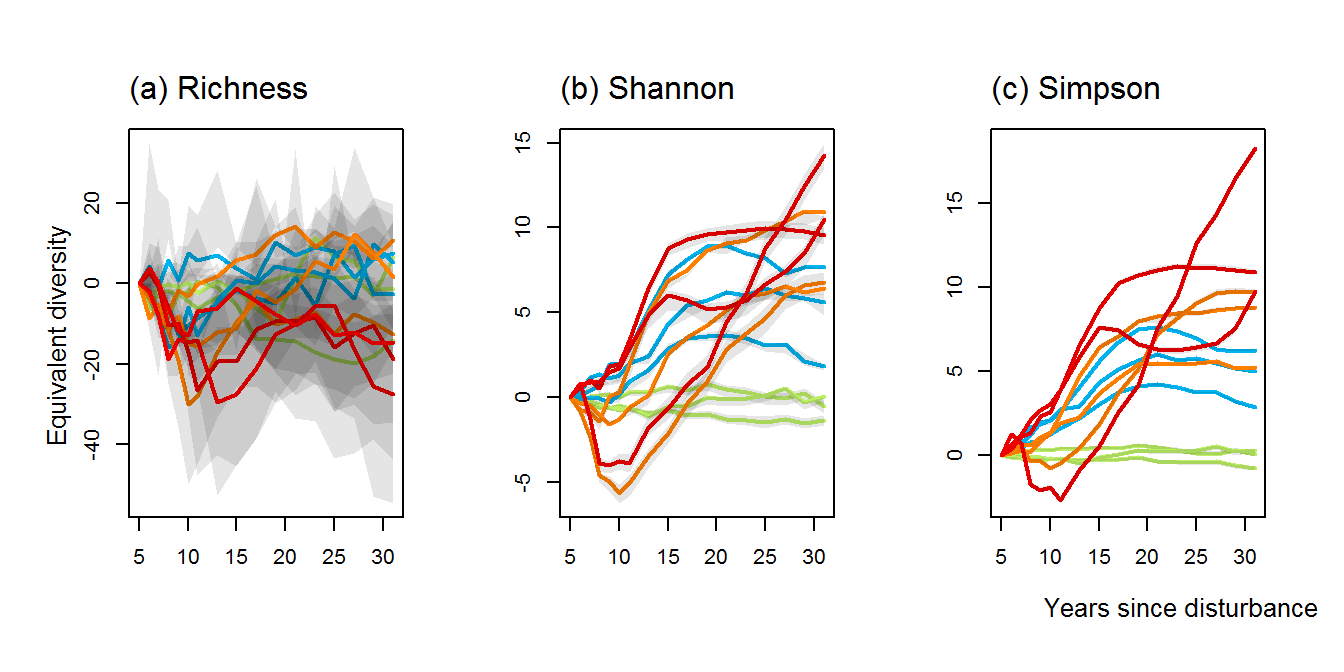 (a) Richness
(b) Shannon
(c) Simpson
Equivalent diversity
20
0
-20
-40
5 10 15 20 25 30
15
10
5
0
-5
5 10 15 20 25 30
15
10
5
0
5 10 15 20 25 30
Years since disturbance